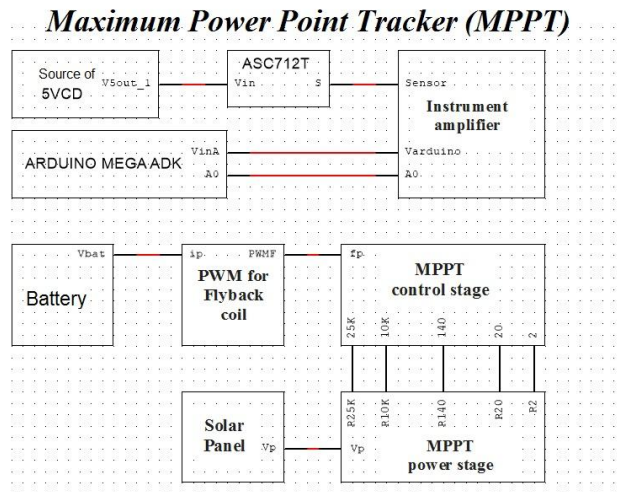 Maximum Power Point Tracker (MPPT)
Source of
5VCD
V5out_1
ASC712T
Vin
S
Sensor
Instrument
amplifier
Varduino
A0
ARDUINO MEGA ADK
VinA
A0
Battery
Vbat
ip
PWMF
PWM for
Flyback
coil
fp
MPPT
control stage
25K
10K
140
20
2
R25K
R10K
R140
R20
R2
Solar
Panel
Vp
Vp
MPPT
power stage